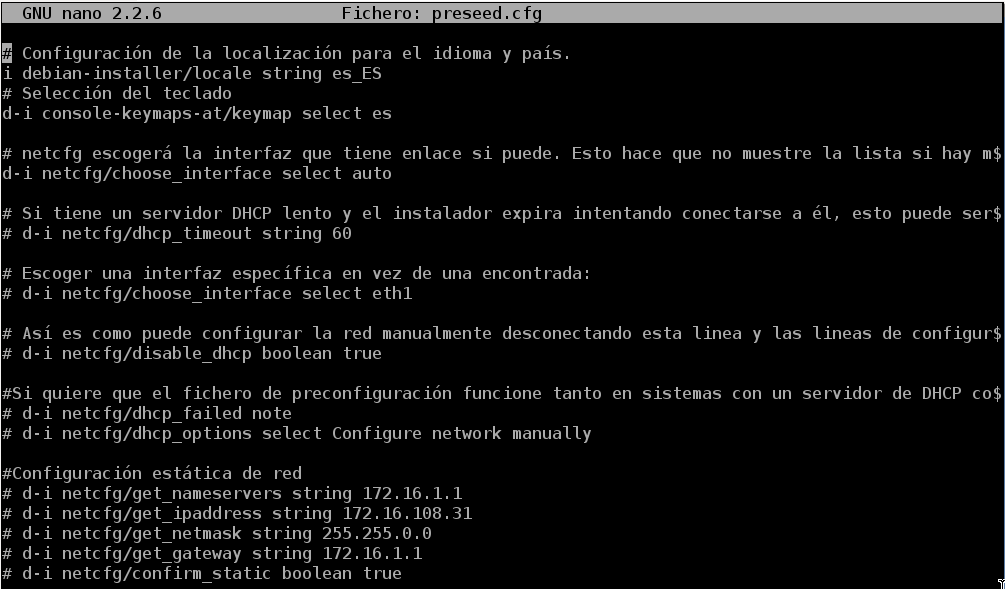 GNU nano 2.2.6 Fichero: preseed.cfg
# Configuración de la localización para el idioma y país.
i debian-installer/locale string es_ES
# Selección del teclado
d-i console-keymaps-at/keymap select es
# netcfg escogerá la interfaz que tiene enlace si puede. Esto hace que no muestre la lista si hay m$
d-i netcfg/choose_interface select auto
# Si tiene un servidor DHCP lento y el instalador expira intentando conectarse a él, esto puede ser$
# d-i netcfg/dhcp_timeout string 60
# Escoger una interfaz específica en vez de una encontrada:
# d-i netcfg/choose_interface select eth1
# Así es como puede configurar la red manualmente desconectando esta linea y las lineas de configur$
# d-i netcfg/disable_dhcp boolean true
#Si quiere que el fichero de preconfiguración funcione tanto en sistemas con un servidor de DHCP co$
# d-i netcfg/dhcp_failed note
# d-i netcfg/dhcp_options select Configure network manually
#Configuración estática de red
# d-i netcfg/get_nameservers string 172.16.1.1
# d-i netcfg/get_ipaddress string 172.16.108.31
# d-i netcfg/get_netmask string 255.255.0.0
# d-i netcfg/get_gateway string 172.16.1.1
# d-i netcfg/confirm_static boolean true